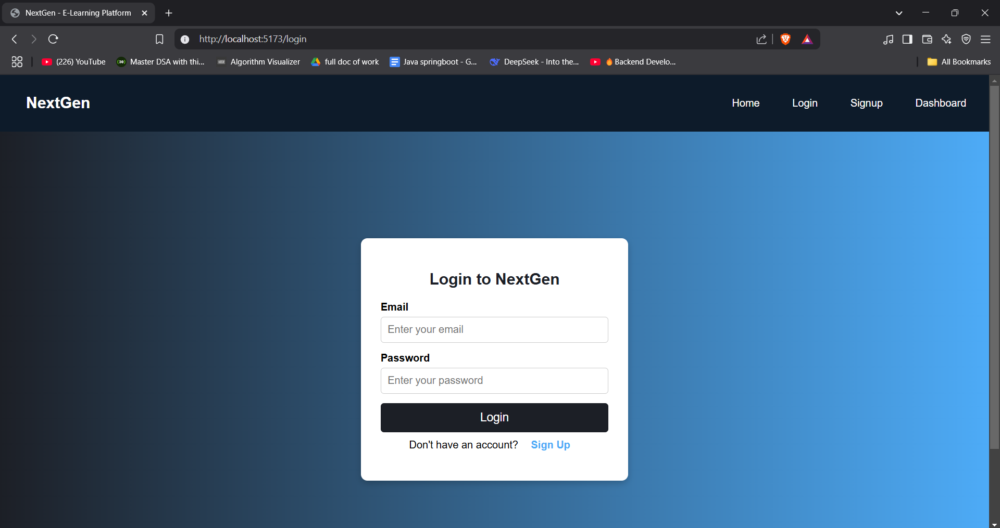 NextGen - E-Learning Platform
http://localhost:5173/login
(226) YouTube
Master DSA with thi...
Algorithm Visualizer
full doc of work
Java springboot - G...
DeepSeek - Into the...
🔥Backend Develo...
All Bookmarks
NextGen
Home
Login
Signup
Dashboard
Login to NextGen
Email
Enter your email
Password
Enter your password
Login
Don't have an account? Sign Up